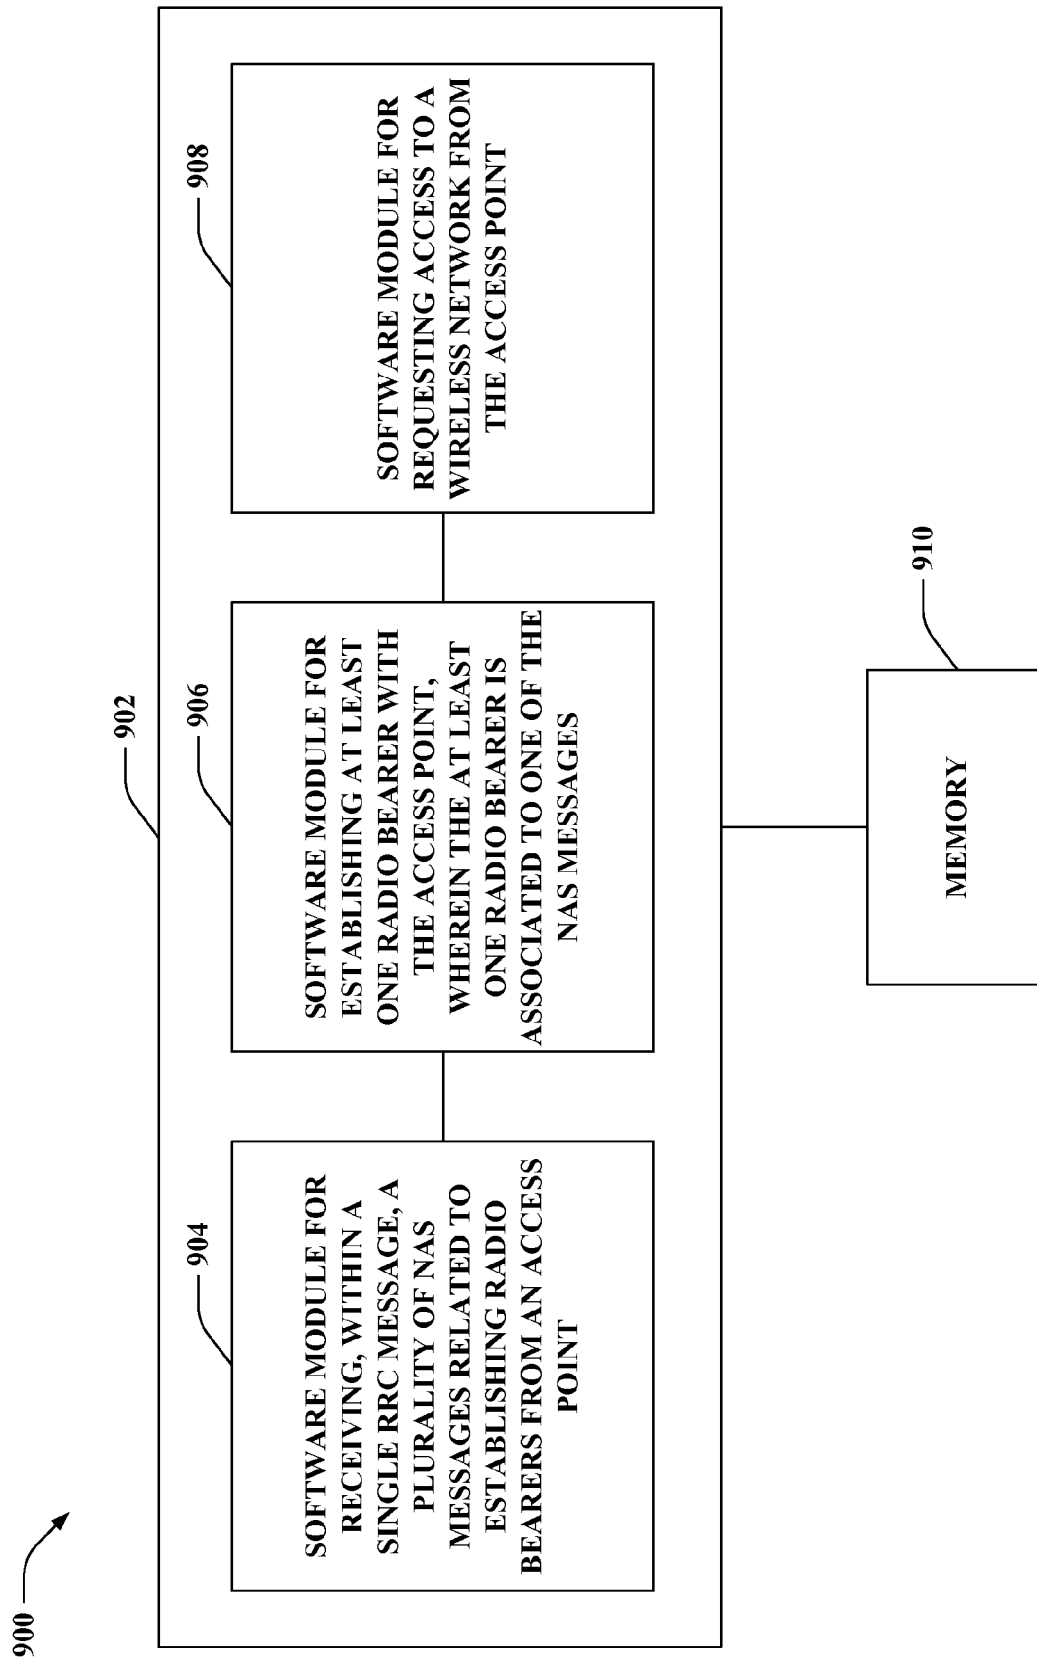 900
902
904
SOFTWARE MODULE FOR
RECEIVING, WITHIN A
SINGLE RRC MESSAGE, A
PLURALITY OF NAS
MESSAGES RELATED TO
ESTABLISHING RADIO
BEARERS FROM AN ACCESS
POINT
906
SOFTWARE MODULE FOR
ESTABLISHING AT LEAST
ONE RADIO BEARER WITH
THE ACCESS POINT,
WHEREIN THE AT LEAST
ONE RADIO BEARER IS
ASSOCIATED TO ONE OF THE
NAS MESSAGES
908
SOFTWARE MODULE FOR
REQUESTING ACCESS TO A
WIRELESS NETWORK FROM
THE ACCESS POINT
910
MEMORY